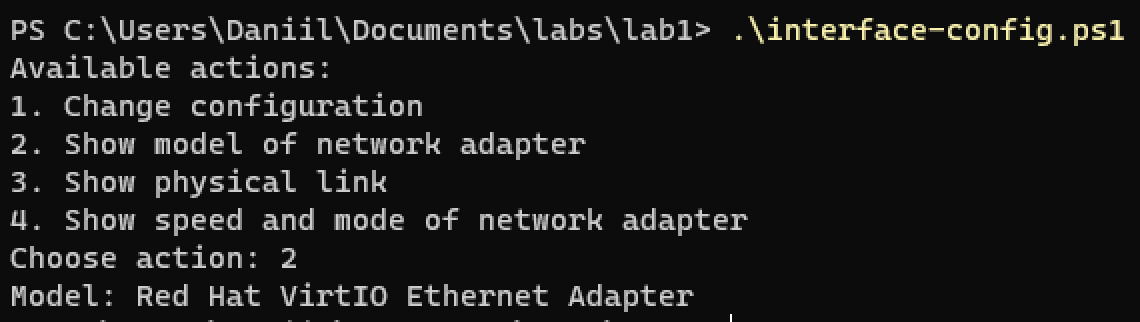 PS C:\Users\Daniil\Documents\labs\lab1> .\interface-config.ps1
Available actions:
1. Change configuration
2. Show model of network adapter
3. Show physical link
4. Show speed and mode of network adapter
Choose action: 2
Model: Red Hat VirtIO Ethernet Adapter